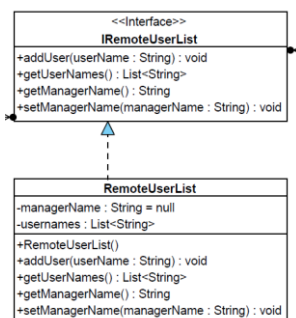 <<Interface>>
IRemoteUserList
+addUser(userName : String) : void
+getUserNames() : List<String>
+getManagerName() : String
+setManagerName(managerName : String) : void
RemoteUserList
-managerName : String = null
-usernames : List<String>
+RemoteUserList()
+addUser(userName : String) : void
+getUserNames() : List<String>
+getManagerName() : String
+setManagerName(managerName : String) : void